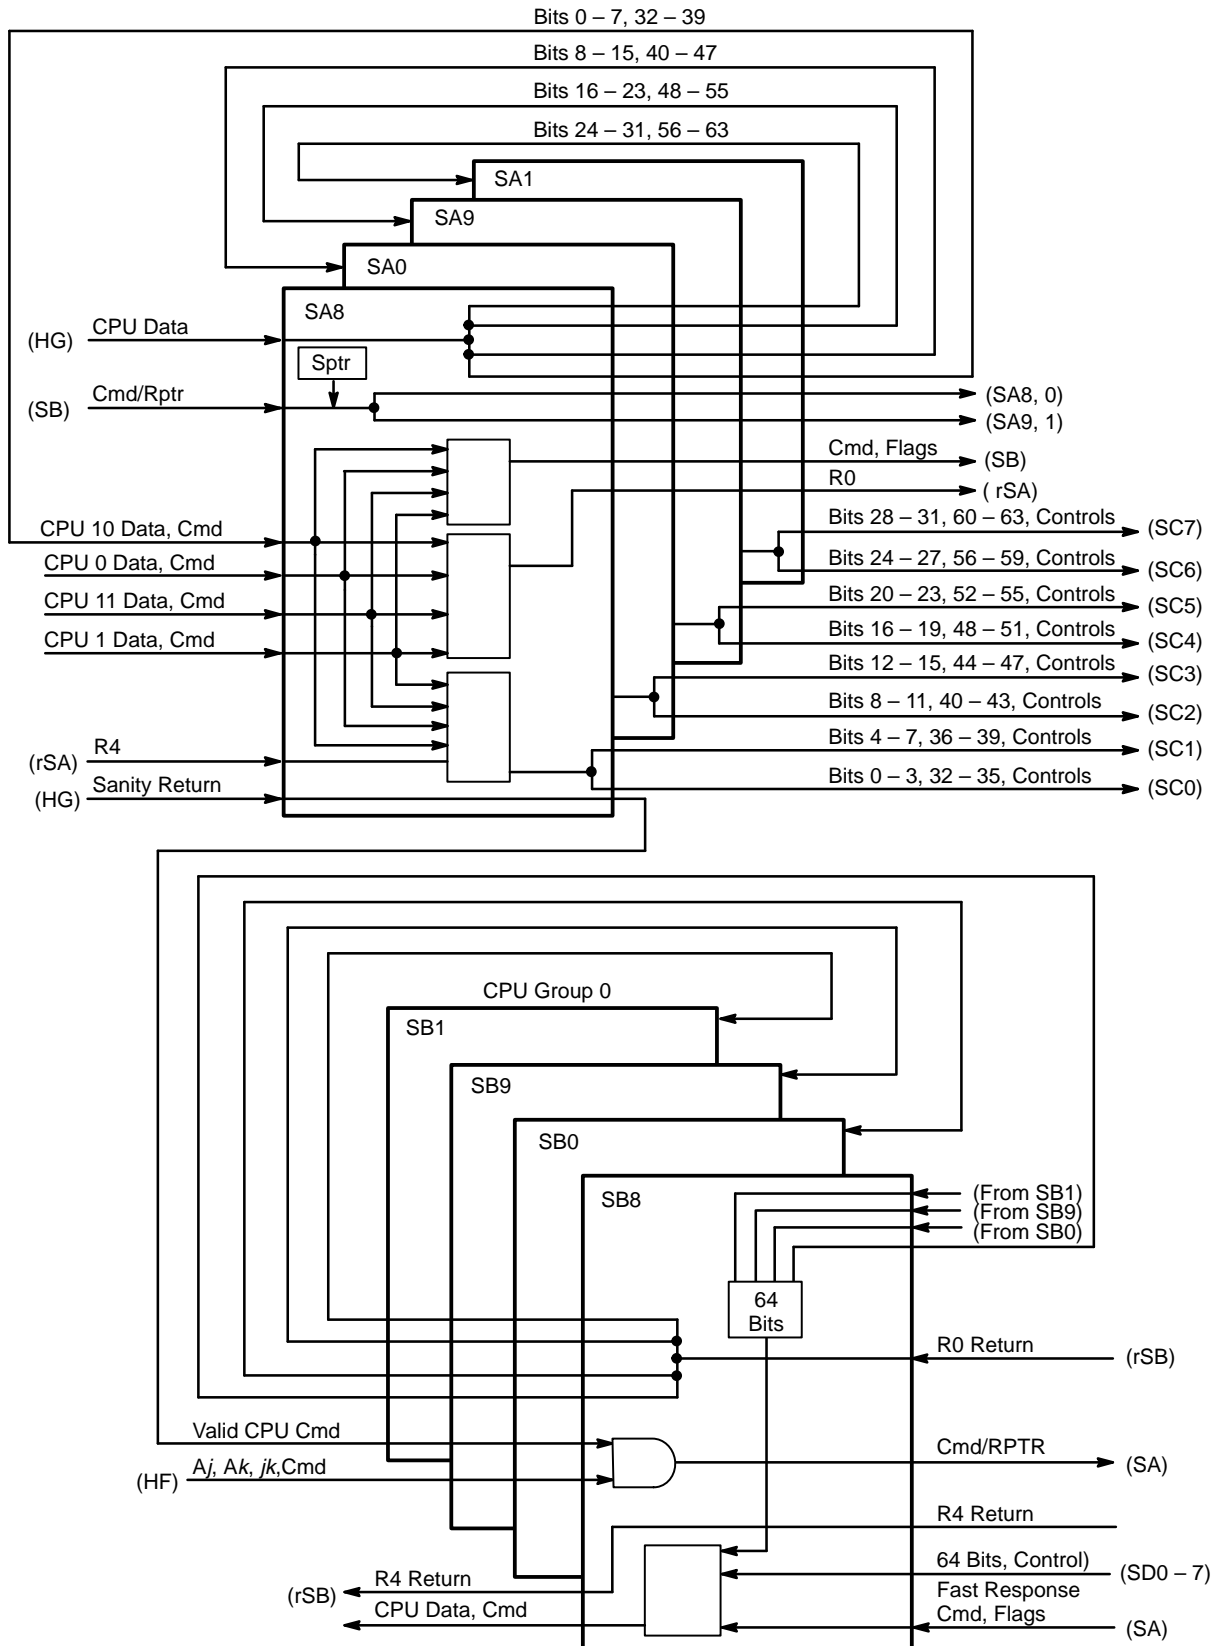 Bits 0 – 7, 32 – 39
Bits 8 – 15, 40 – 47
Bits 16 – 23, 48 – 55
Bits 24 – 31, 56 – 63
SA1
SA9
SA0
SA8
(HG)
CPU Data
Sptr
(SB)
Cmd/Rptr
(SA8, 0)
(SA9, 1)
Cmd, Flags
(SB)
R0
( rSA)
Bits 28 – 31, 60 – 63, Controls
(SC7)
CPU 10 Data, Cmd
CPU 0 Data, Cmd
Bits 24 – 27, 56 – 59, Controls
(SC6)
CPU 11 Data, Cmd
Bits 20 – 23, 52 – 55, Controls
(SC5)
CPU 1 Data, Cmd
Bits 16 – 19, 48 – 51, Controls
(SC4)
Bits 12 – 15, 44 – 47, Controls
(SC3)
Bits 8 – 11, 40 – 43, Controls
(SC2)
(rSA)
R4
Bits 4 – 7, 36 – 39, Controls
(SC1)
(HG)
Sanity Return
Bits 0 – 3, 32 – 35, Controls
(SC0)
CPU Group 0
SB1
SB9
SB0
SB8
(From SB1)
(From SB9)
(From SB0)
64
Bits
R0 Return
(rSB)
Valid CPU Cmd
Cmd/RPTR
(SA)
(HF)
Aj, Ak, jk,Cmd
R4 Return
64 Bits, Control)
(SD0 – 7)
(rSB)
R4 Return
Fast Response
Cmd, Flags
(SA)
CPU Data, Cmd